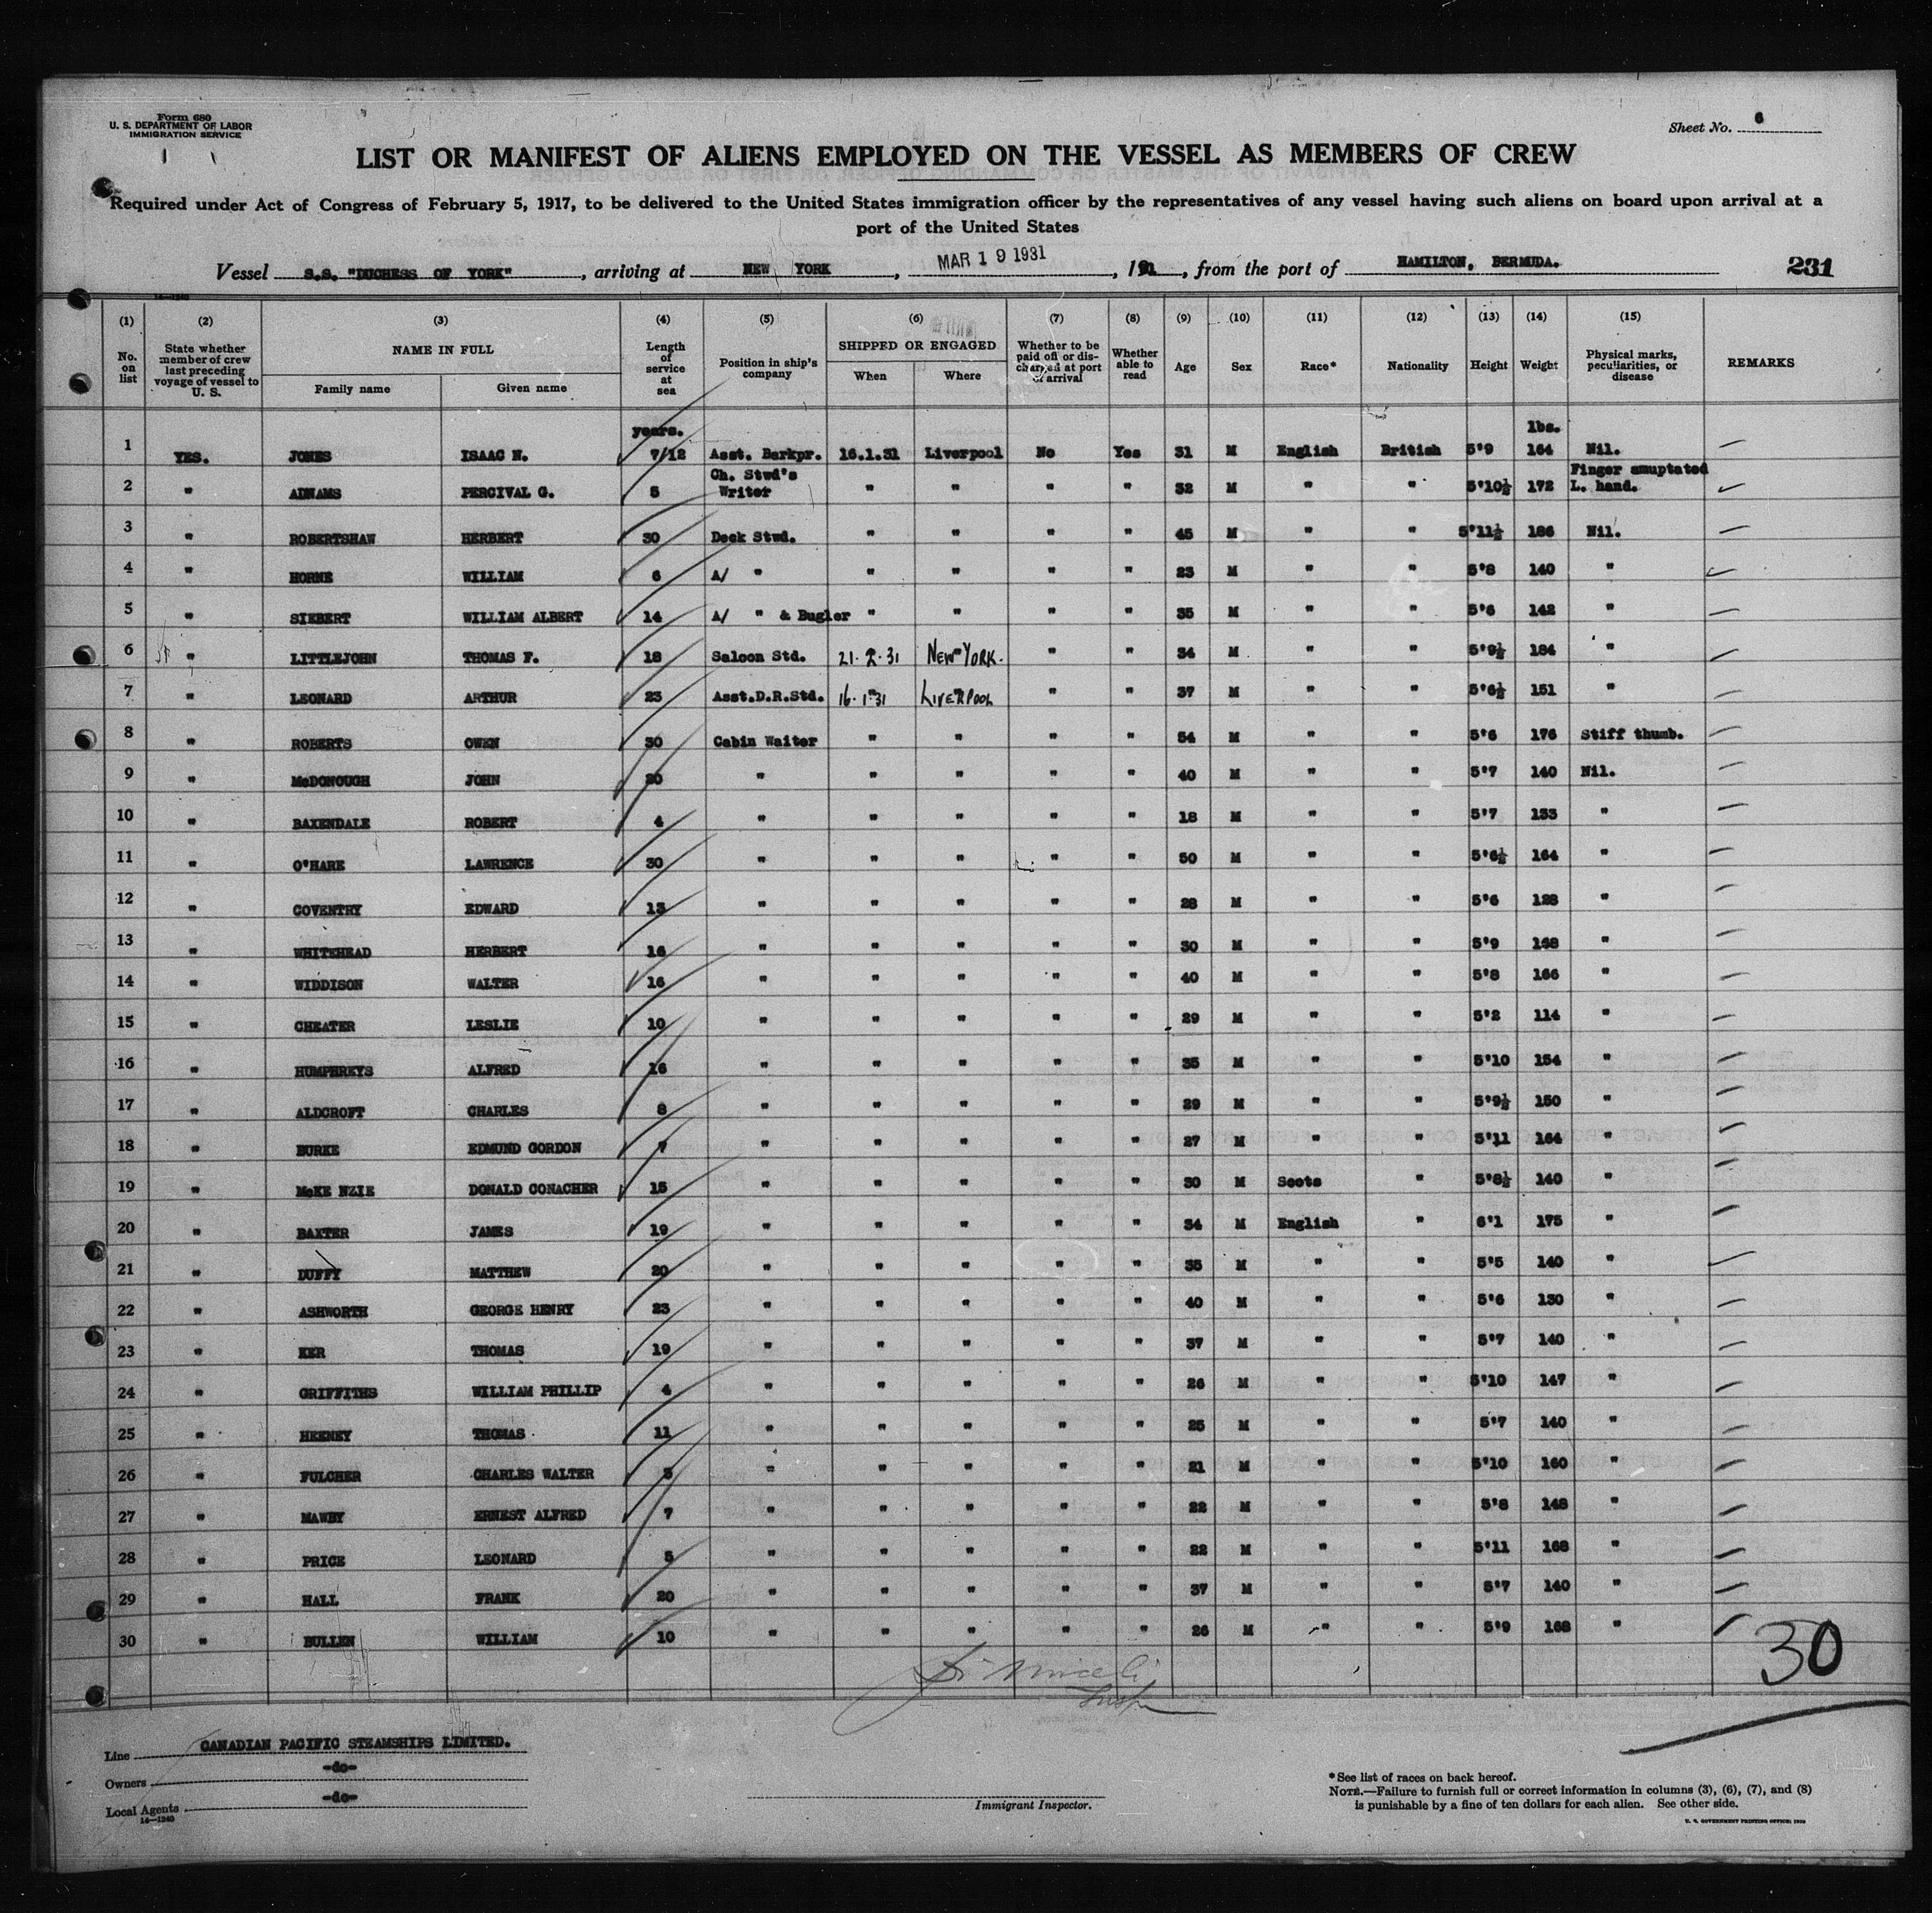 Form 680
U. S. DEPARTMENT OF LABOR
IMMIGRATION SERVICE
Sheet No. 6
LIST OR MANIFEST OF ALIENS EMPLOYED ON THE VESSEL AS MEMBERS OF CREW
Required under Act of Congress of February 5, 1917, to be delivered to the United States immigration officer by the representatives of any vessel having such aliens on board upon arrival at a
port of the United States
Vessel S.S. "DUCHESS OF YORK", arriving at NEW YORK, MAR 19 1931, 19, from the port of HAMILTON, BERMUDA. 231
(1) (2) (3) (4) (5) (6) (7) (8) (9) (10) (11) (12) (13) (14) (15)
No. on list State whether member of crew last preceding voyage of vessel to U. S. NAME IN FULL Family name Given name Length of service at sea Position in ship's company SHIPPED OR ENGAGED When Where Whether to be paid off or discharged at port of arrival Whether able to read Age Sex Race* Nationality Height Weight Physical marks, peculiarities, or disease REMARKS
years. lbs.
1 YES. JONES ISAAC N. 7/12 Asst. Barkpr. 16.1.31 Liverpool No Yes 31 M English British 5'9 164 Nil.
2 " ADNAMS PERCIVAL G. 5 Ch. Stwd's Writer " " " " 32 M " " 5'10½ 172 Finger amuptated L. hand.
3 " ROBERTSHAW HERBERT 30 Deck Stwd. " " " " 45 M " " 5'11½ 186 Nil.
4 " HORNE WILLIAM 6 A/ " " " " " 23 M " " 5'8 140 "
5 " SIEBERT WILLIAM ALBERT 14 A/ " & Bugler " " " " 35 M " " 5'6 142 "
6 " LITTLEJOHN THOMAS F. 18 Saloon Std. 21.2.31 NEW YORK. " " 34 M " " 5'9½ 184 "
7 " LEONARD ARTHUR 23 Asst.D.R.Std. 16.1.31 LIVERPOOL " " 37 M " " 5'6½ 151 "
8 " ROBERTS OWEN 30 Cabin Waiter " " " " 54 M " " 5'6 176 Stiff thumb.
9 " McDONOUGH JOHN 20 " " " " " 40 M " " 5'7 140 Nil.
10 " BAXENDALE ROBERT 4 " " " " " 18 M " " 5'7 133 "
11 " O'HARE LAWRENCE 30 " " " " " 50 M " " 5'6½ 164 "
12 " COVENTRY EDWARD 13 " " " " " 28 M " " 5'6 128 "
13 " WHITEHEAD HERBERT 16 " " " " " 30 M " " 5'9 168 "
14 " WIDDISON WALTER 16 " " " " " 40 M " " 5'8 166 "
15 " CHEATER LESLIE 10 " " " " " 29 M " " 5'2 114 "
16 " HUMPHREYS ALFRED 16 " " " " " 35 M " " 5'10 154 "
17 " ALDCROFT CHARLES 8 " " " " " 29 M " " 5'9½ 150 "
18 " BURKE EDMUND GORDON 7 " " " " " 27 M " " 5'11 164 "
19 " McKE NZIE DONALD CONACHER 15 " " " " " 30 M Scots " 5'8½ 140 "
20 " BAXTER JAMES 19 " " " " " 34 M English " 6'1 175 "
21 " DUFFY MATTHEW 20 " " " " " 35 M " " 5'5 140 "
22 " ASHWORTH GEORGE HENRY 23 " " " " " 40 M " " 5'6 130 "
23 " KER THOMAS 19 " " " " " 37 M " " 5'7 140 "
24 " GRIFFITHS WILLIAM PHILLIP 4 " " " " " 26 M " " 5'10 147 "
25 " HEENEY THOMAS 11 " " " " " 25 M " " 5'7 140 "
26 " FULCHER CHARLES WALTER 5 " " " " " 21 M " " 5'10 160 "
27 " MAWBY ERNEST ALFRED 7 " " " " " 22 M " " 5'8 148 "
28 " PRICE LEONARD 5 " " " " " 22 M " " 5'11 168 "
29 " HALL FRANK 20 " " " " " 37 M " " 5'7 140 "
30 " BULLEN WILLIAM 10 " " " " " 26 M " " 5'9 168 "
30
Line CANADIAN PACIFIC STEAMSHIPS LIMITED.
Owners -do-
Local Agents -do-
14—1240
Immigrant Inspector.
*See list of races on back hereof.
NOTE.—Failure to furnish full or correct information in columns (3), (6), (7), and (8)
is punishable by a fine of ten dollars for each alien. See other side.